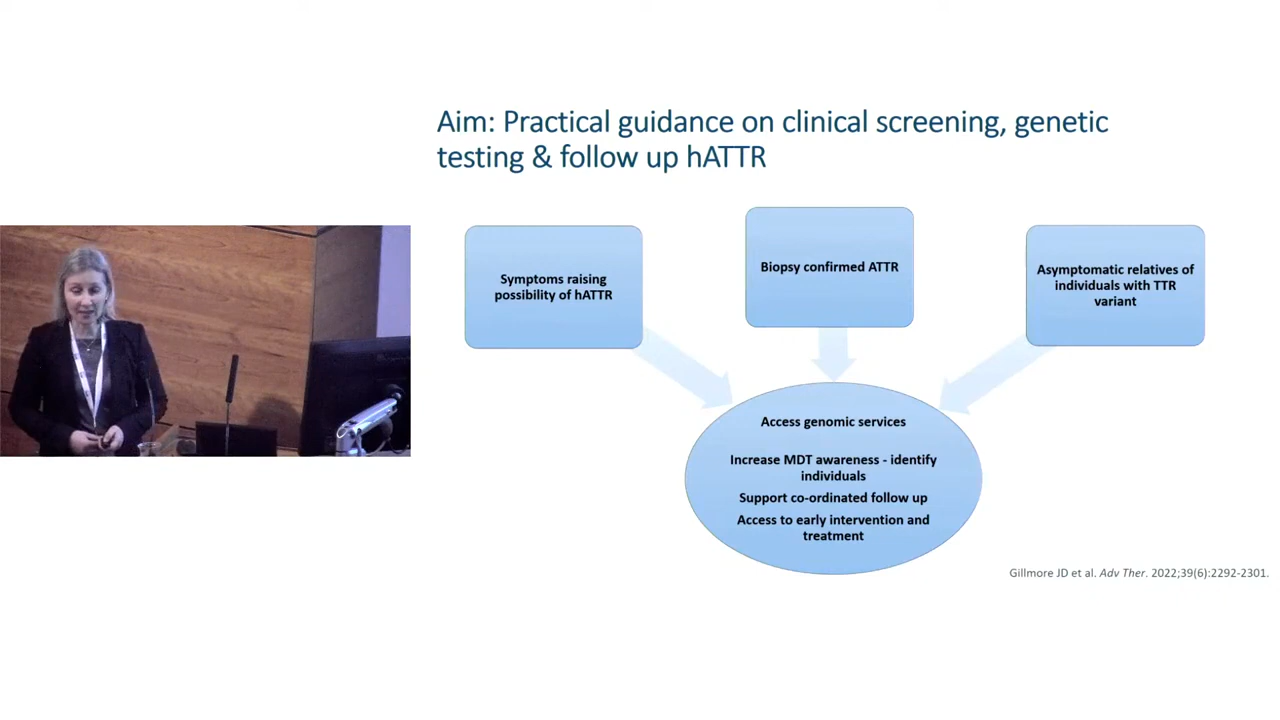 Aim: Practical guidance on clinical screening, genetic
testing & follow up hATTR
Symptoms raising
possibility of hATTR
Biopsy confirmed ATTR
Asymptomatic relatives of
individuals with TTR
variant
Access genomic services
Increase MDT awareness - identify
individuals
Support co-ordinated follow up
Access to early intervention and
treatment
Gillmore JD et al. Adv Ther. 2022;39(6):2292-2301.